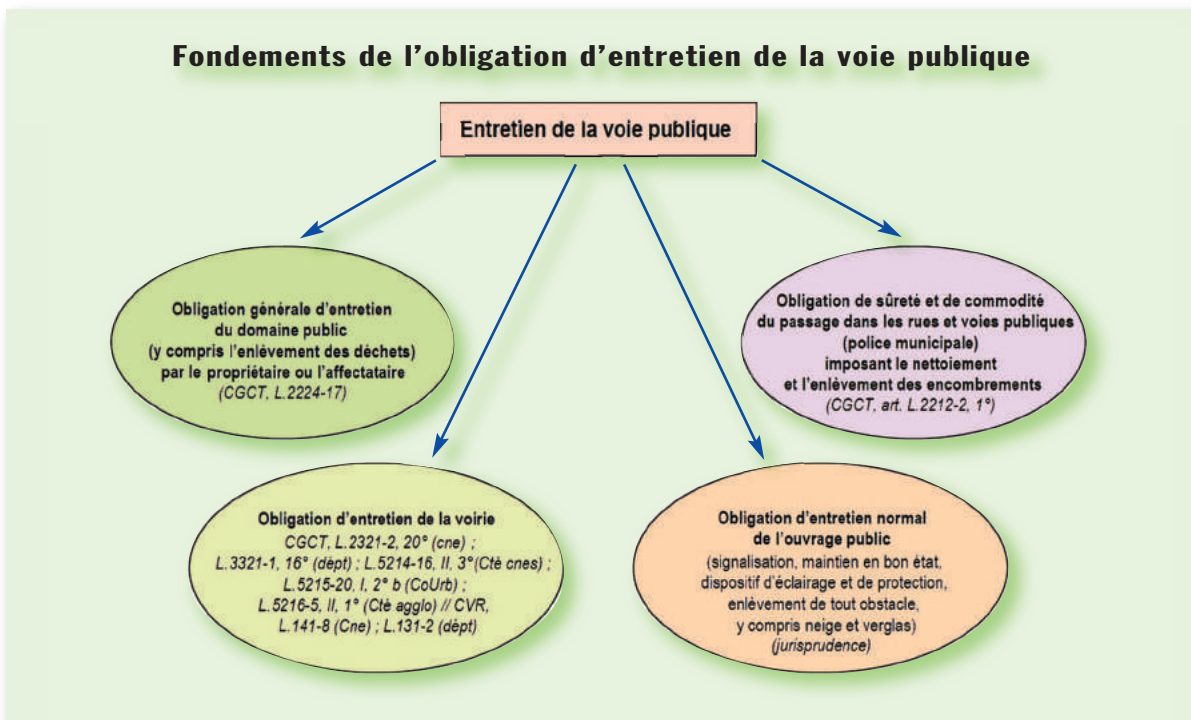 Fondements de l'obligation d'entretien de la voie publique
Entretien de la voie publique
Obligation générale d'entretien
du domaine public
(y compris l'enlèvement des déchets)
par le propriétaire ou l'affectataire
(CGCT, L.2224-17)
Obligation de sûreté et de commodité
du passage dans les rues et voies publiques
(police municipale)
imposant le nettoiement
et l'enlèvement des encombrements
(CGCT, art. L.2212-2, 1°)
Obligation d'entretien de la voirie
CGCT, L.2321-2, 20° (cne) ;
L.3321-1, 16° (dépt) ; L.5214-16, II, 3°(Cté cnes) ;
L.5215-20, I, 2° b (CoUrb) ;
L.5216-5, II, 1° (Cté agglo) // CVR,
L.141-8 (Cne) ; L.131-2 (dépt)
Obligation d'entretien normal
de l'ouvrage public
(signalisation, maintien en bon état,
dispositif d'éclairage et de protection,
enlèvement de tout obstacle,
y compris neige et verglas)
(jurisprudence)